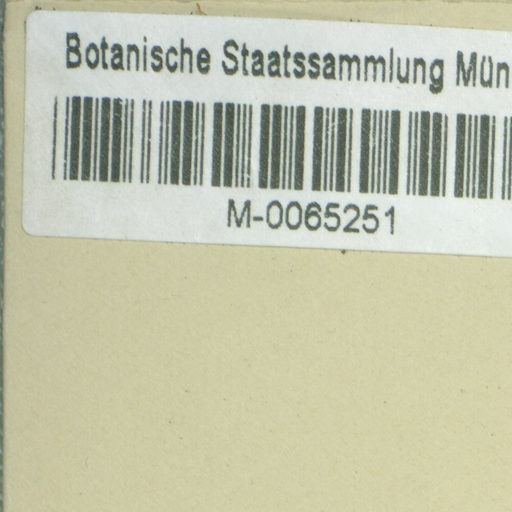 Botanische Staatssammlung Mün
M-0065251